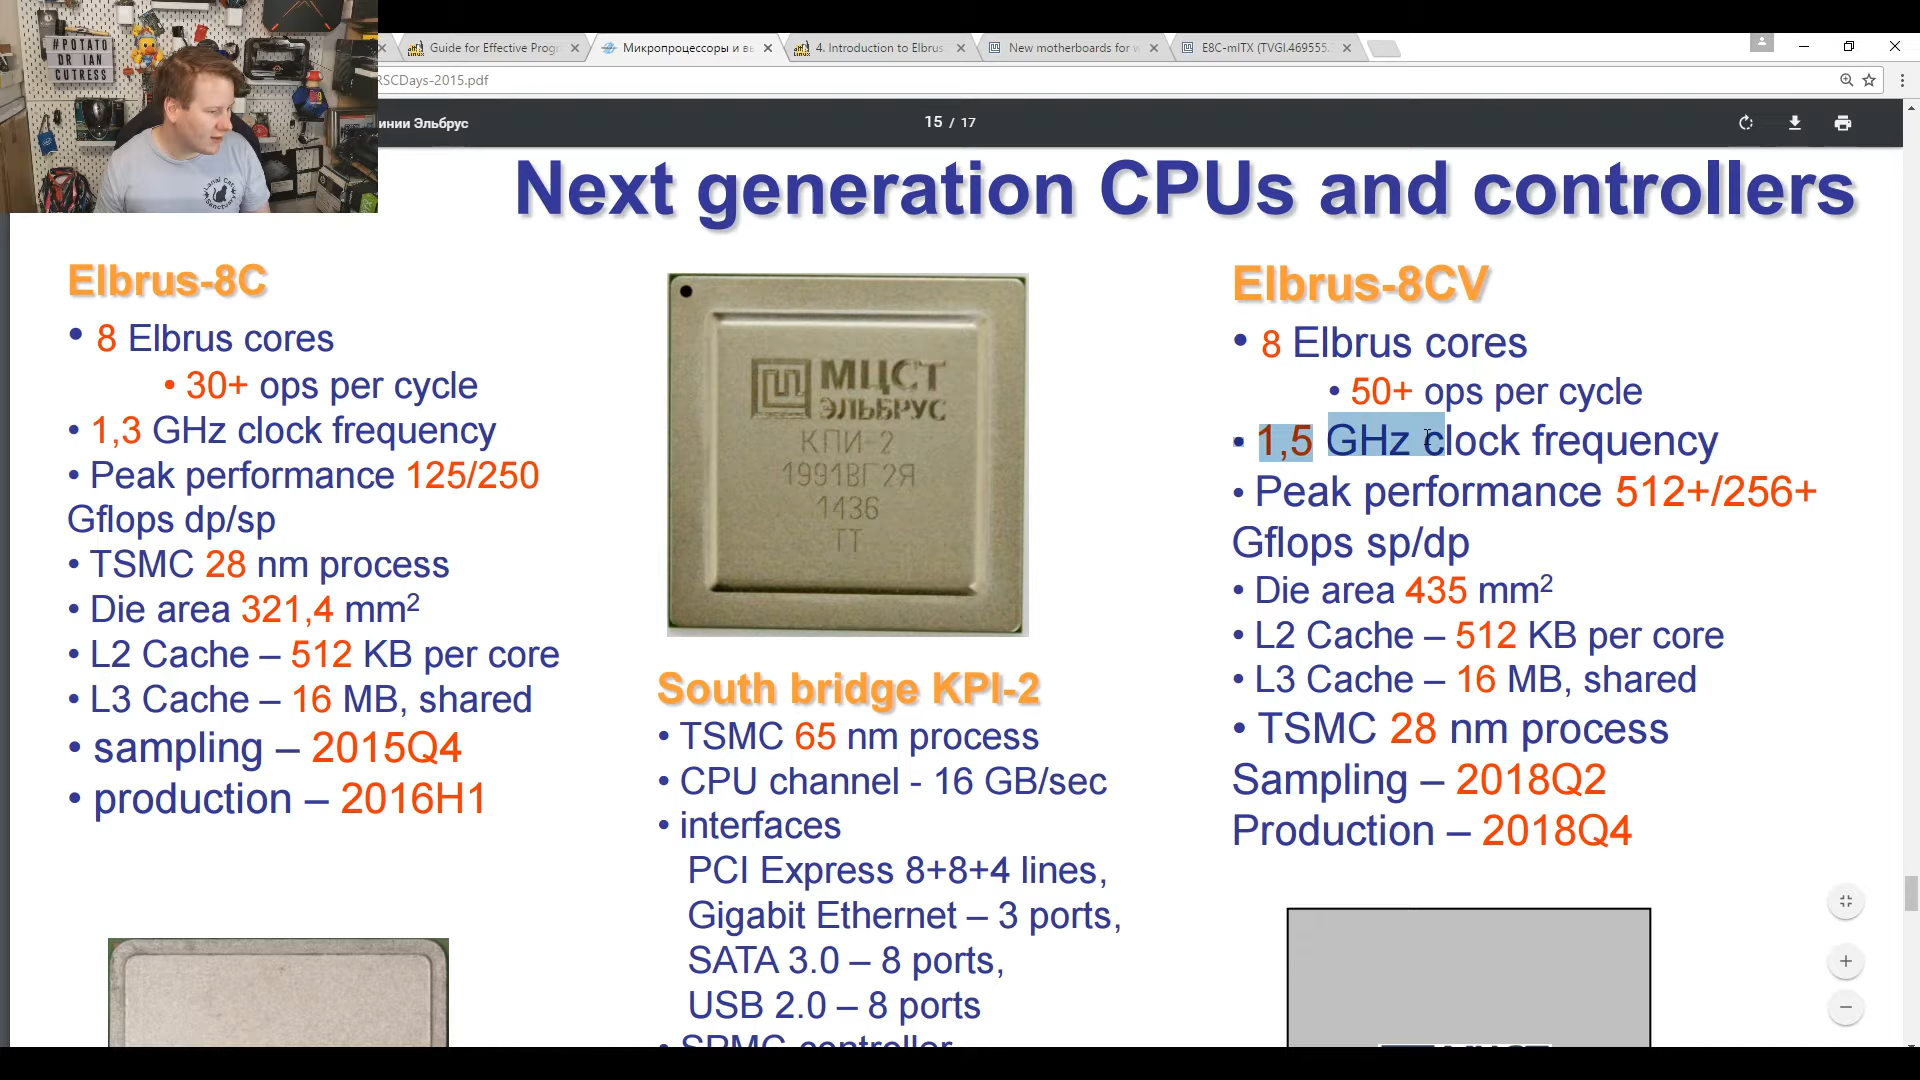 #POTATO
DR IAN
CUTRESS
Guide for Effective Prog
Микропроцессоры и вы
4. Introduction to Elbrus
New motherboards for w
E8C-mITX (TVGI.469555.
RSCDays-2015.pdf
инии Эльбрус
15 / 17
Next generation CPUs and controllers
Elbrus-8C
• 8 Elbrus cores
• 30+ ops per cycle
• 1,3 GHz clock frequency
• Peak performance 125/250
Gflops dp/sp
• TSMC 28 nm process
• Die area 321,4 mm²
• L2 Cache – 512 KB per core
• L3 Cache – 16 MB, shared
• sampling – 2015Q4
• production – 2016H1
МЦСТ
ЭЛЬБРУС
КПИ-2
1991ВГ2Я
1436
TT
South bridge KPI-2
• TSMC 65 nm process
• CPU channel - 16 GB/sec
• interfaces
PCI Express 8+8+4 lines,
Gigabit Ethernet – 3 ports,
SATA 3.0 – 8 ports,
USB 2.0 – 8 ports
• SPMC controller
Elbrus-8CV
• 8 Elbrus cores
• 50+ ops per cycle
• 1,5 GHz clock frequency
• Peak performance 512+/256+
Gflops sp/dp
• Die area 435 mm²
• L2 Cache – 512 KB per core
• L3 Cache – 16 MB, shared
• TSMC 28 nm process
Sampling – 2018Q2
Production – 2018Q4